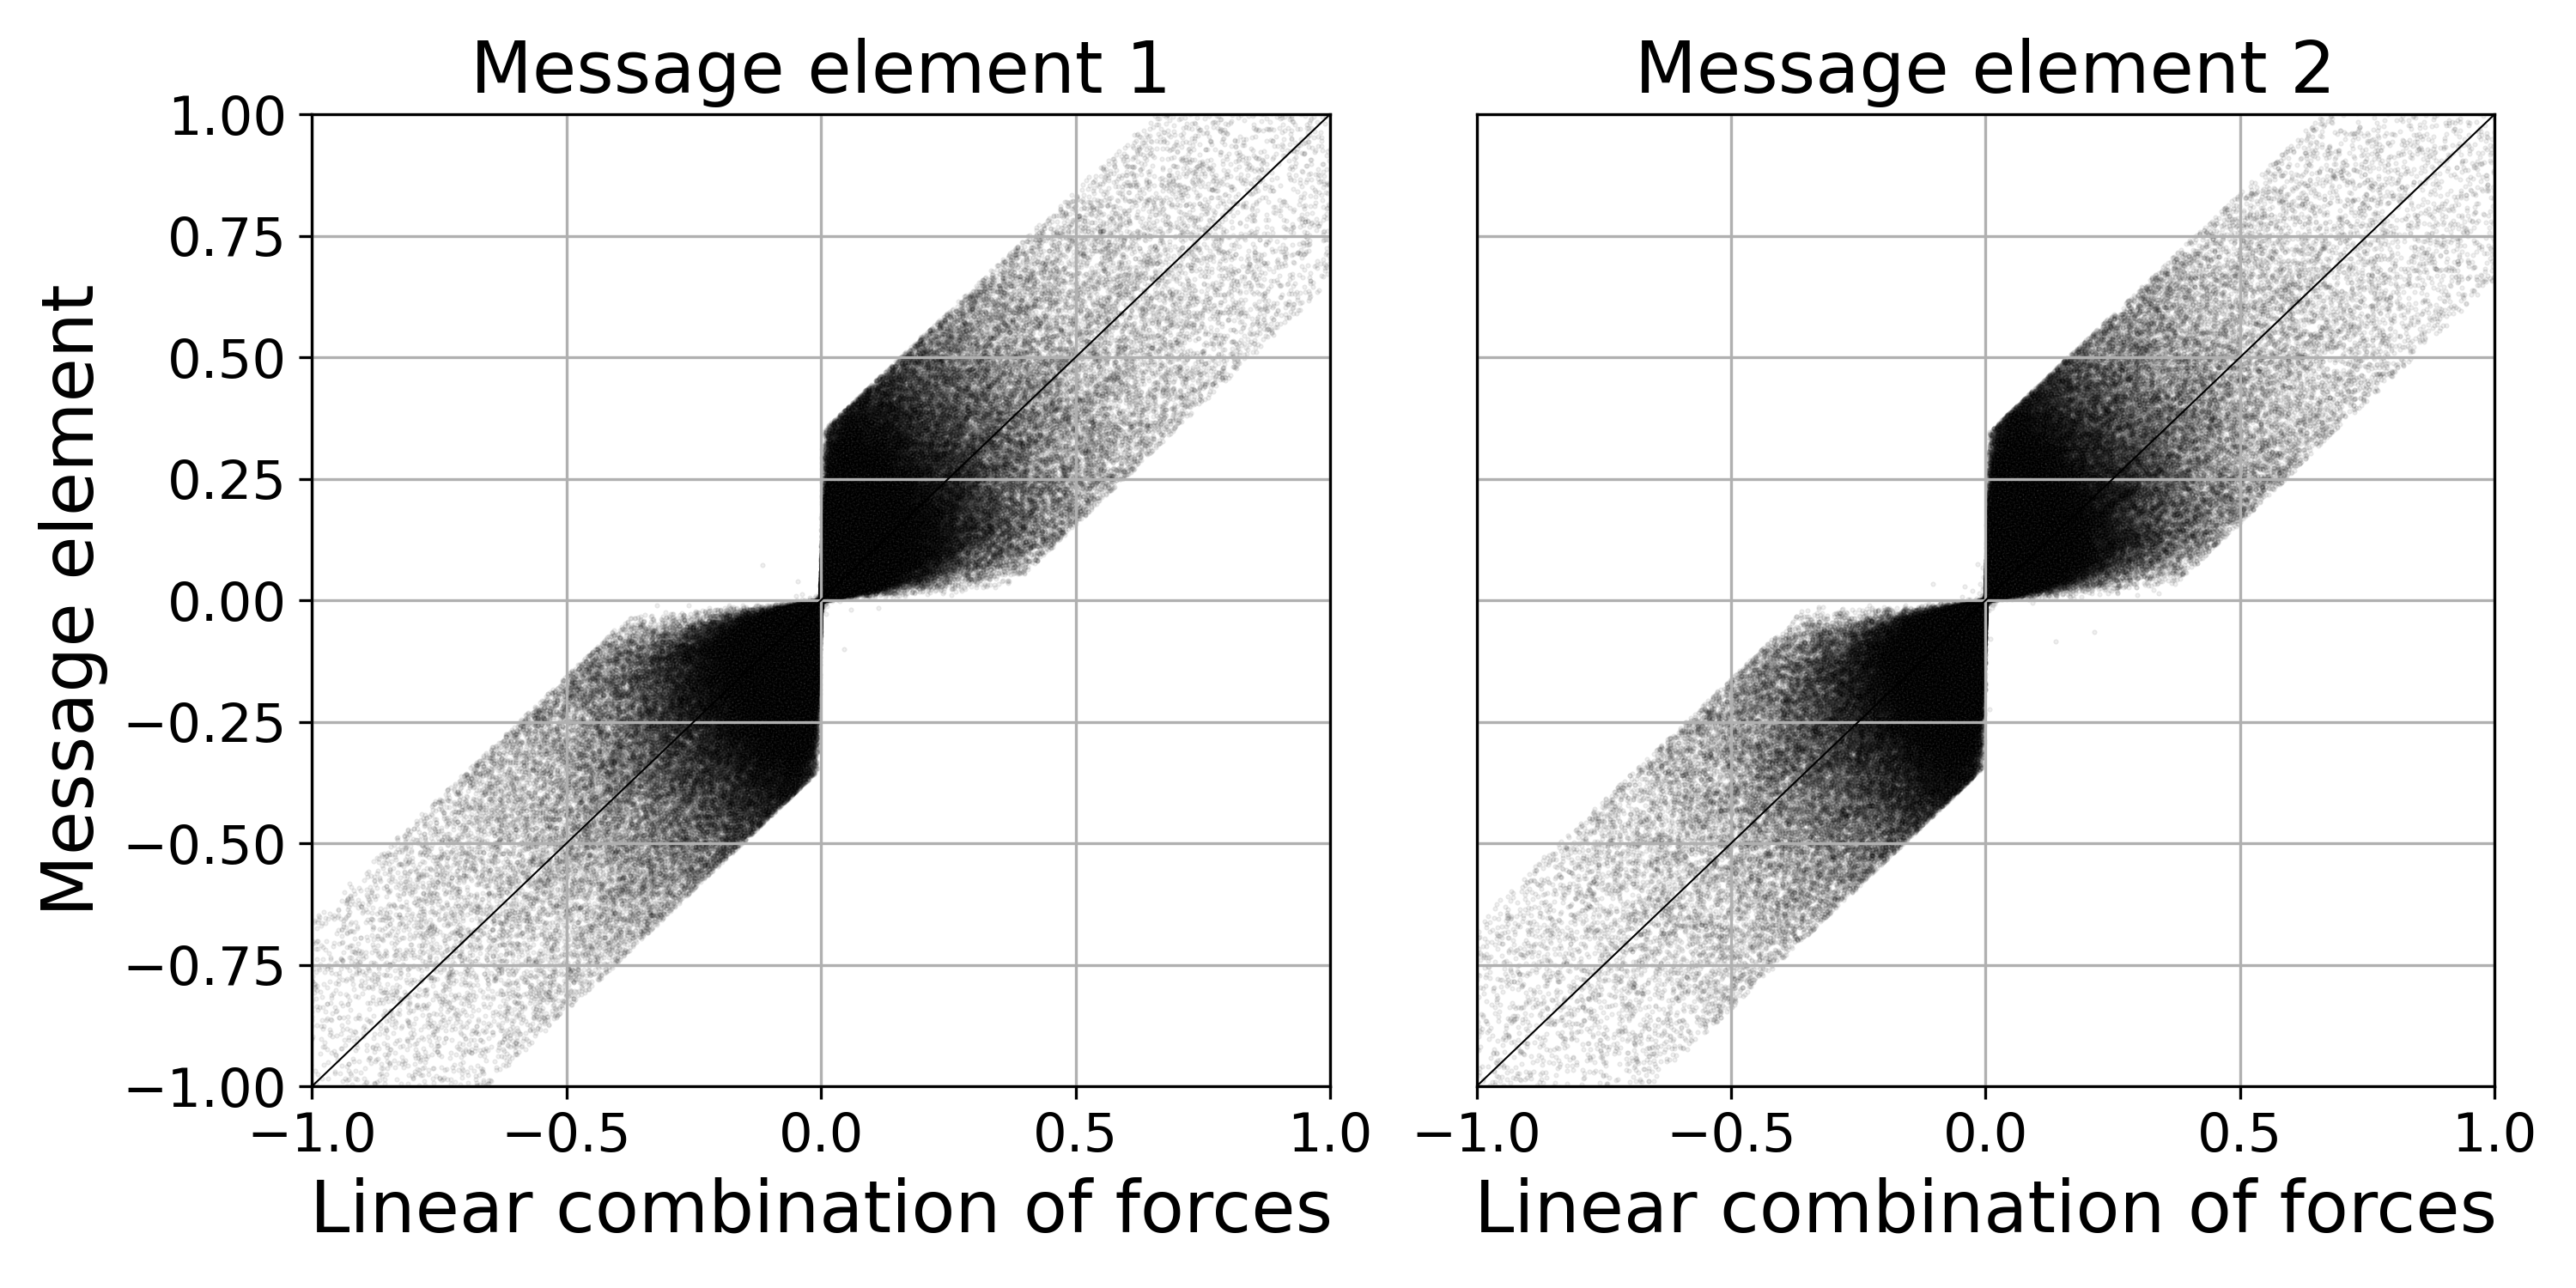 Message element 1
Message element 2
Message element
1.00
0.75
0.50
0.25
0.00
−0.25
−0.50
−0.75
−1.00
−1.0 −0.5 0.0 0.5 1.0
−1.0 −0.5 0.0 0.5 1.0
Linear combination of forces
Linear combination of forces